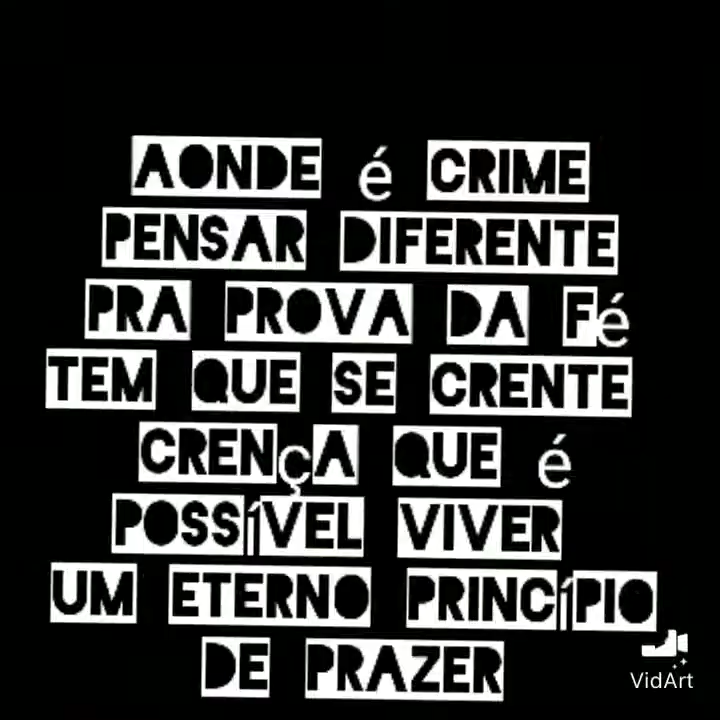 AONDE é CRIME
PENSAR DIFERENTE
PRA PROVA DA Fé
TEM QUE SE CRENTE
CRENçA QUE é
POSSíVEL VIVER
UM ETERNO PRINCíPIO
DE PRAZER
VidArt